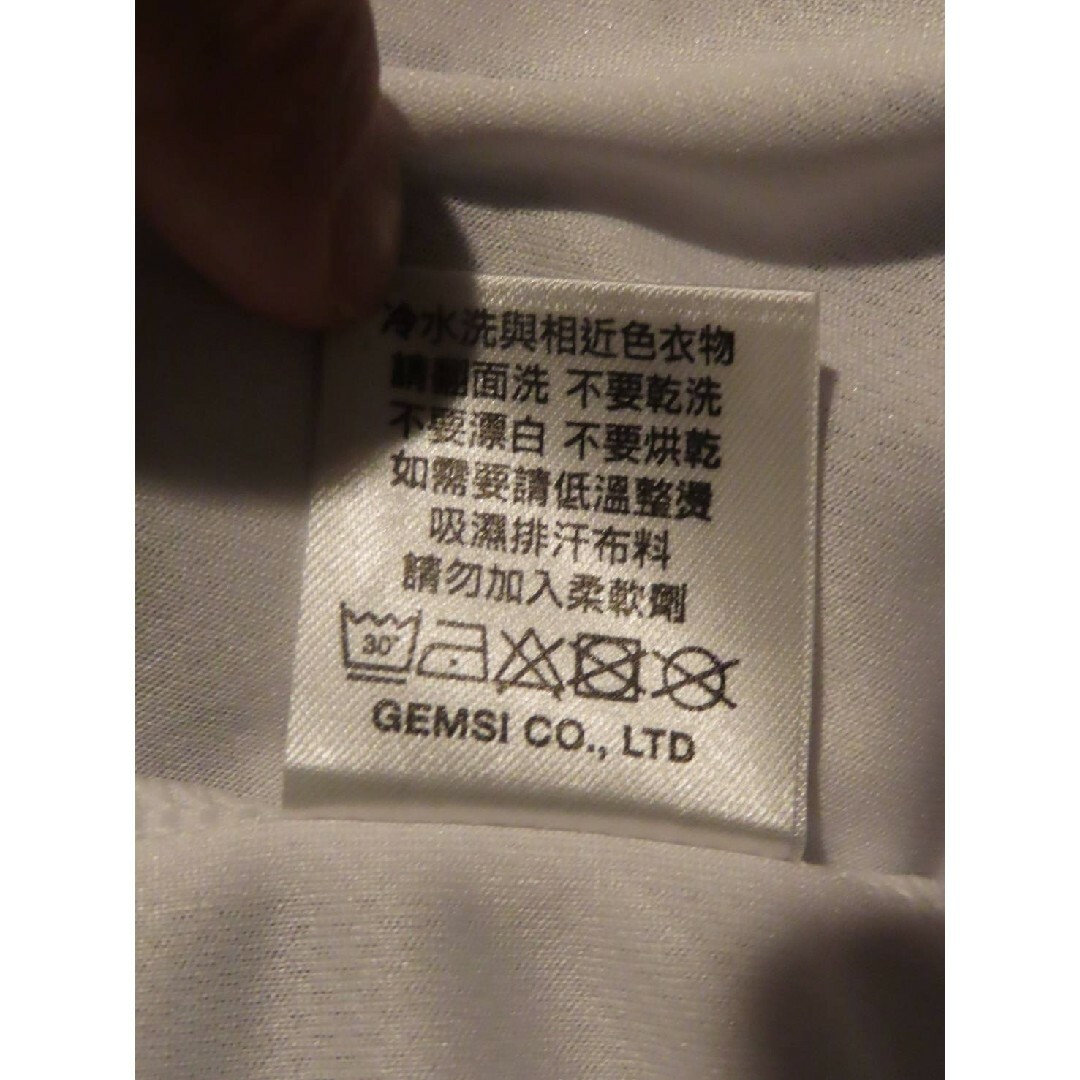 冷水洗與相近色衣物
請翻面洗 不要乾洗
不要漂白 不要烘乾
如需要請低溫整燙
吸濕排汗布料
請勿加入柔軟劑
30°
GEMSI CO., LTD